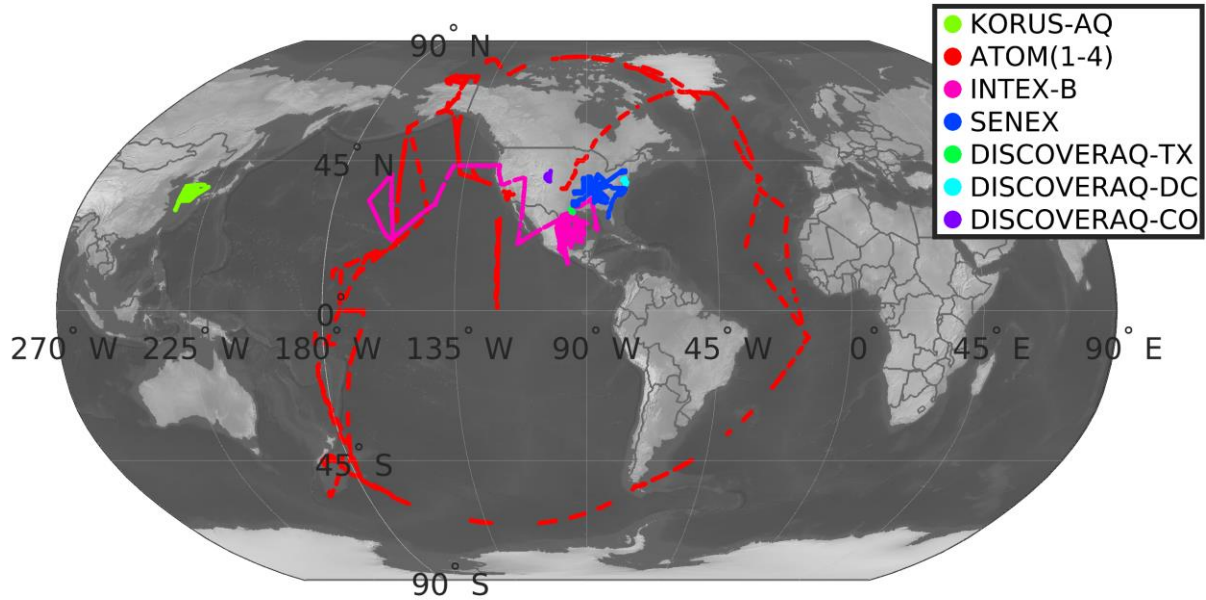 90° N
45° N
0°
270° W 225° W 180° W 135° W 90° W 45° W 0° 45° E 90° E
45° S
90° S
KORUS-AQ
ATOM(1-4)
INTEX-B
SENEX
DISCOVERAQ-TX
DISCOVERAQ-DC
DISCOVERAQ-CO